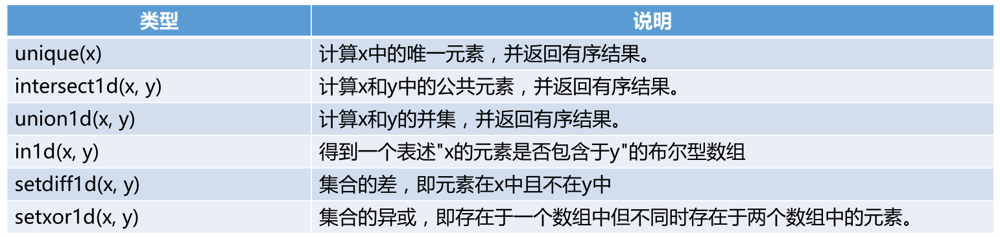 类型 说明
unique(x) 计算x中的唯一元素，并返回有序结果。
intersect1d(x, y) 计算x和y中的公共元素，并返回有序结果。
union1d(x, y) 计算x和y的并集，并返回有序结果。
in1d(x, y) 得到一个表述"x的元素是否包含于y"的布尔型数组
setdiff1d(x, y) 集合的差，即元素在x中且不在y中
setxor1d(x, y) 集合的异或，即存在于一个数组中但不同时存在于两个数组中的元素。